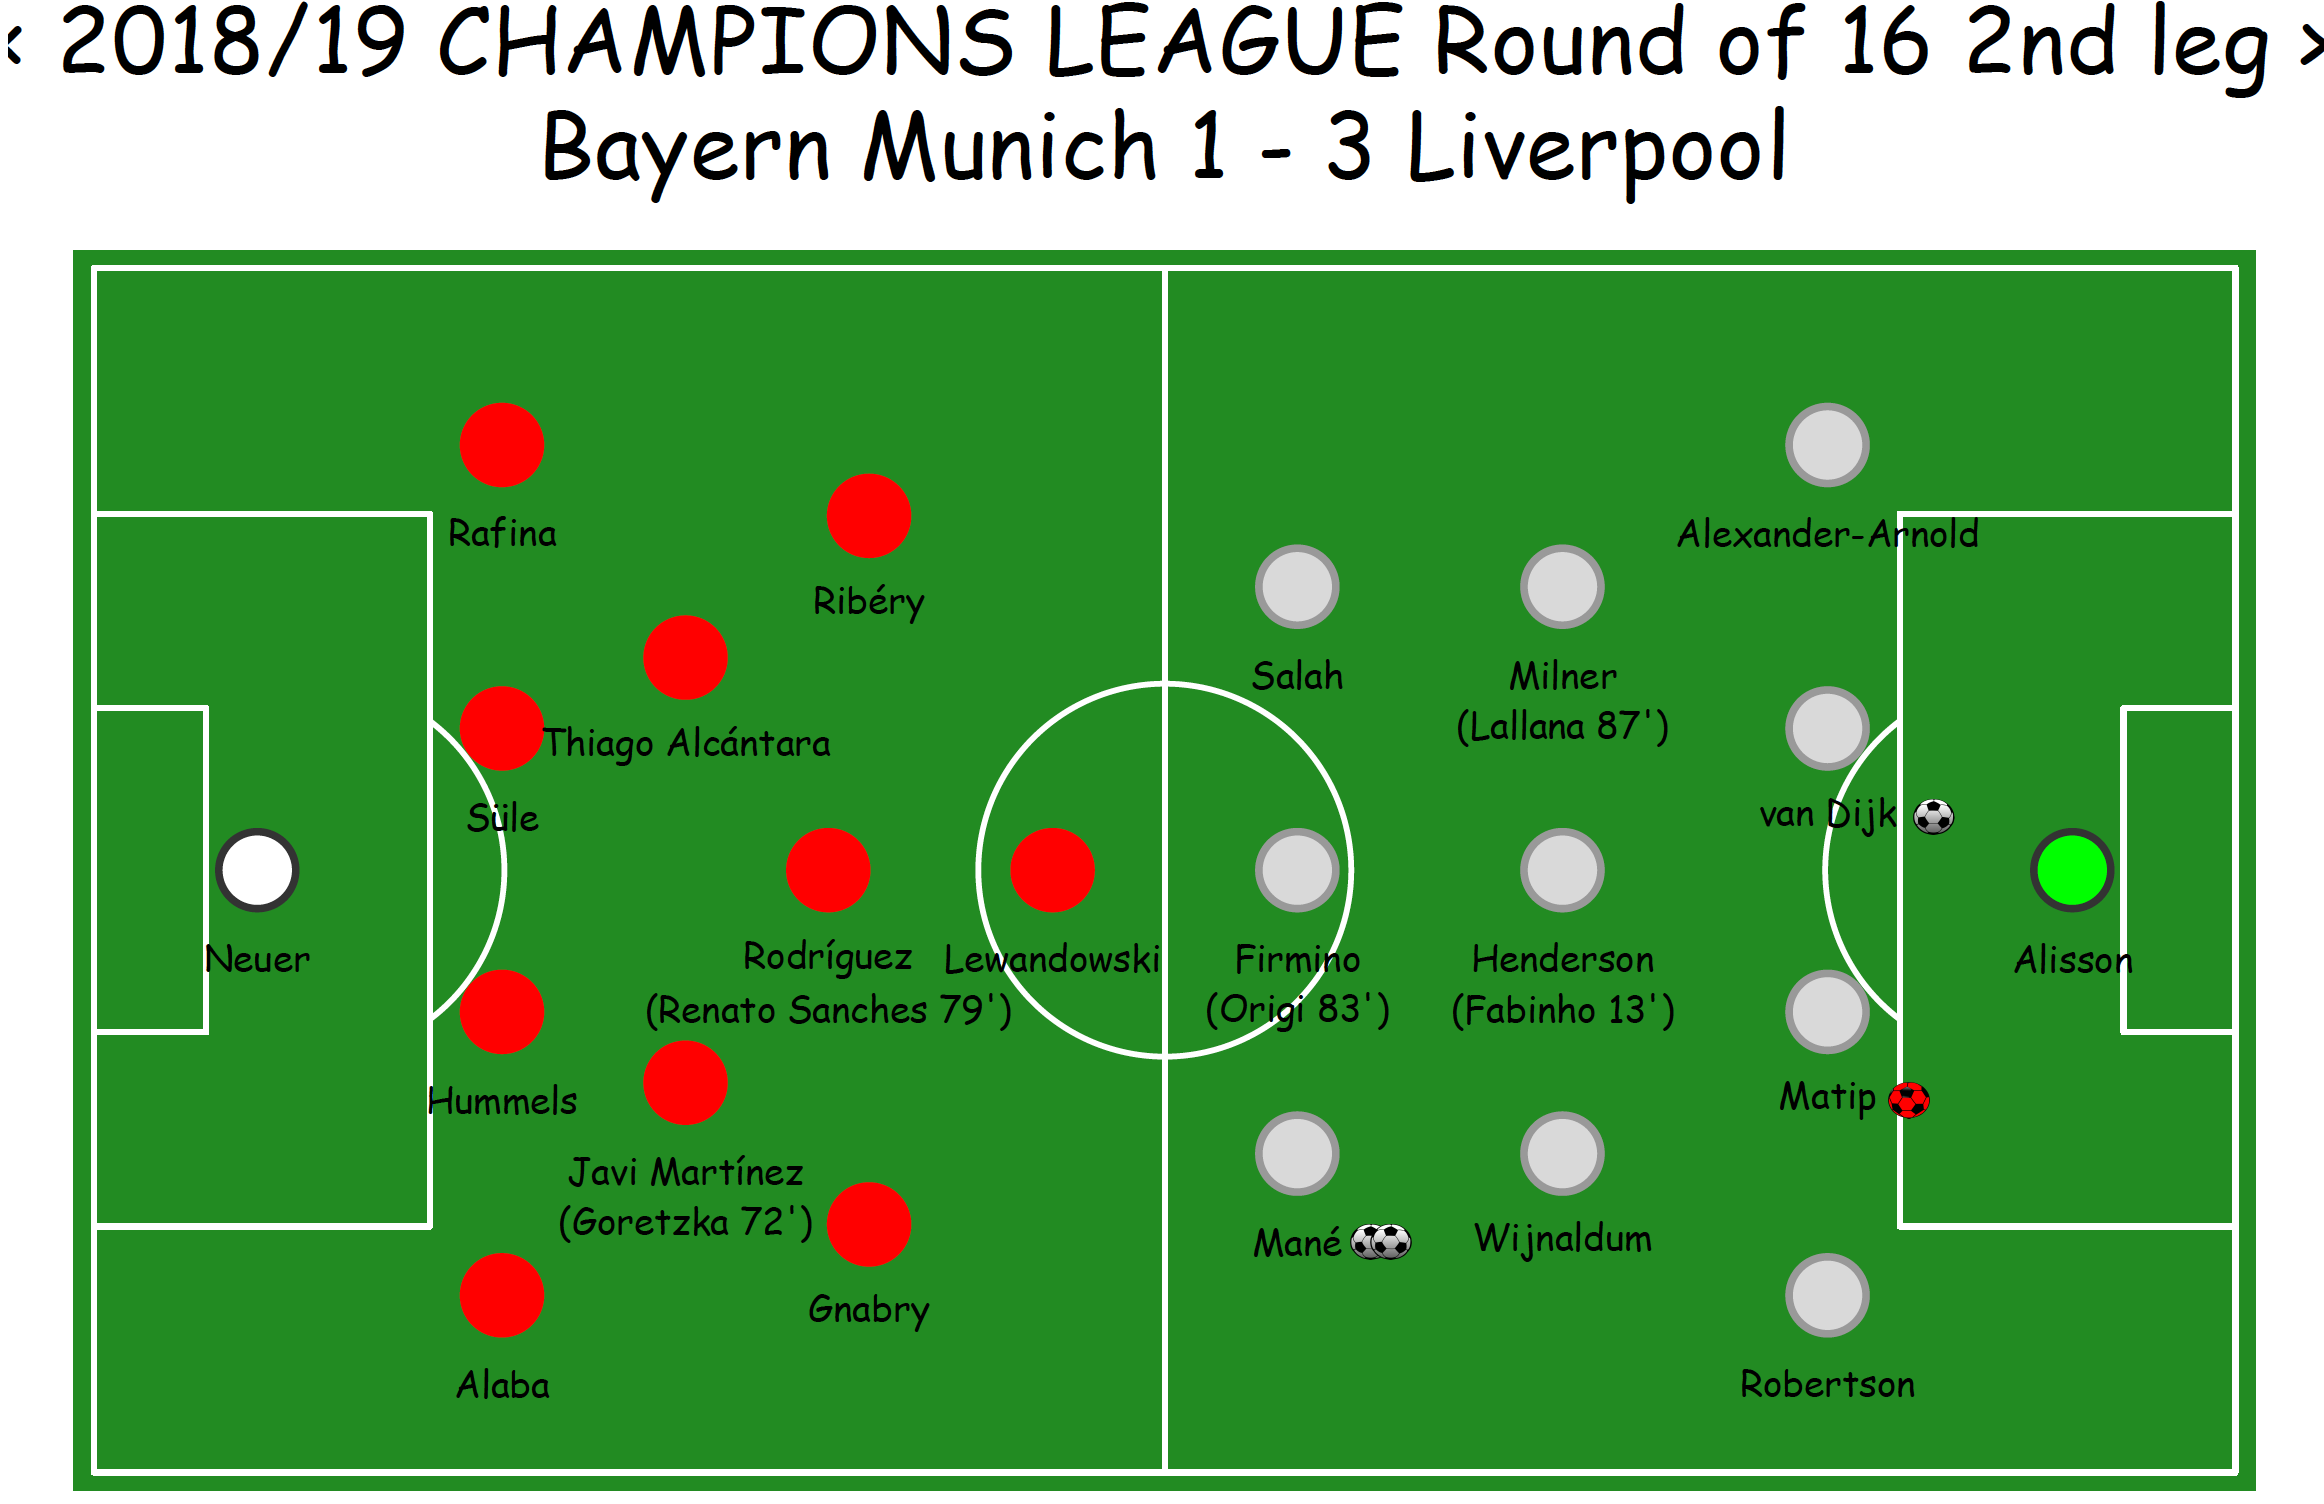 < 2018/19 CHAMPIONS LEAGUE Round of 16 2nd leg >
Bayern Munich 1 - 3 Liverpool
Rafina
Ribéry
Thiago Alcántara
Süle
Neuer
Rodríguez
(Renato Sanches 79')
Lewandowski
Hummels
Javi Martínez
(Goretzka 72')
Gnabry
Alaba
Alexander-Arnold
Salah
Milner
(Lallana 87')
van Dijk
Firmino
(Origi 83')
Henderson
(Fabinho 13')
Alisson
Matip
Mané
Wijnaldum
Robertson